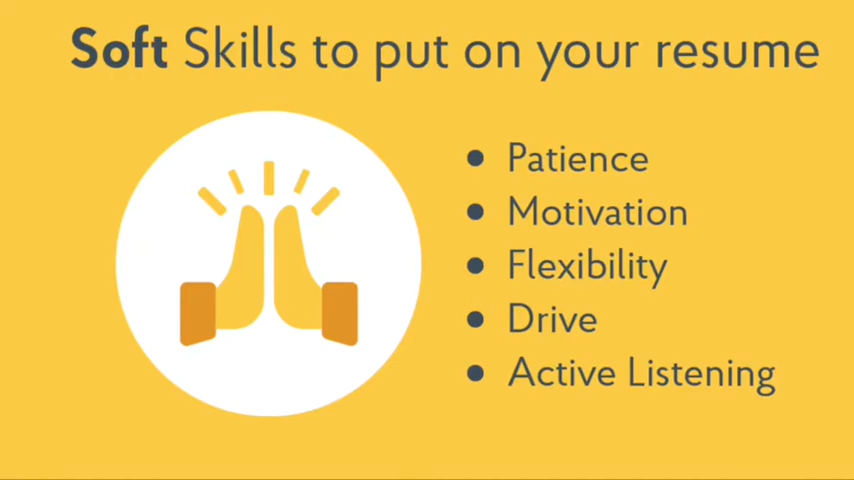 Soft Skills to put on your resume
• Patience
• Motivation
• Flexibility
• Drive
• Active Listening